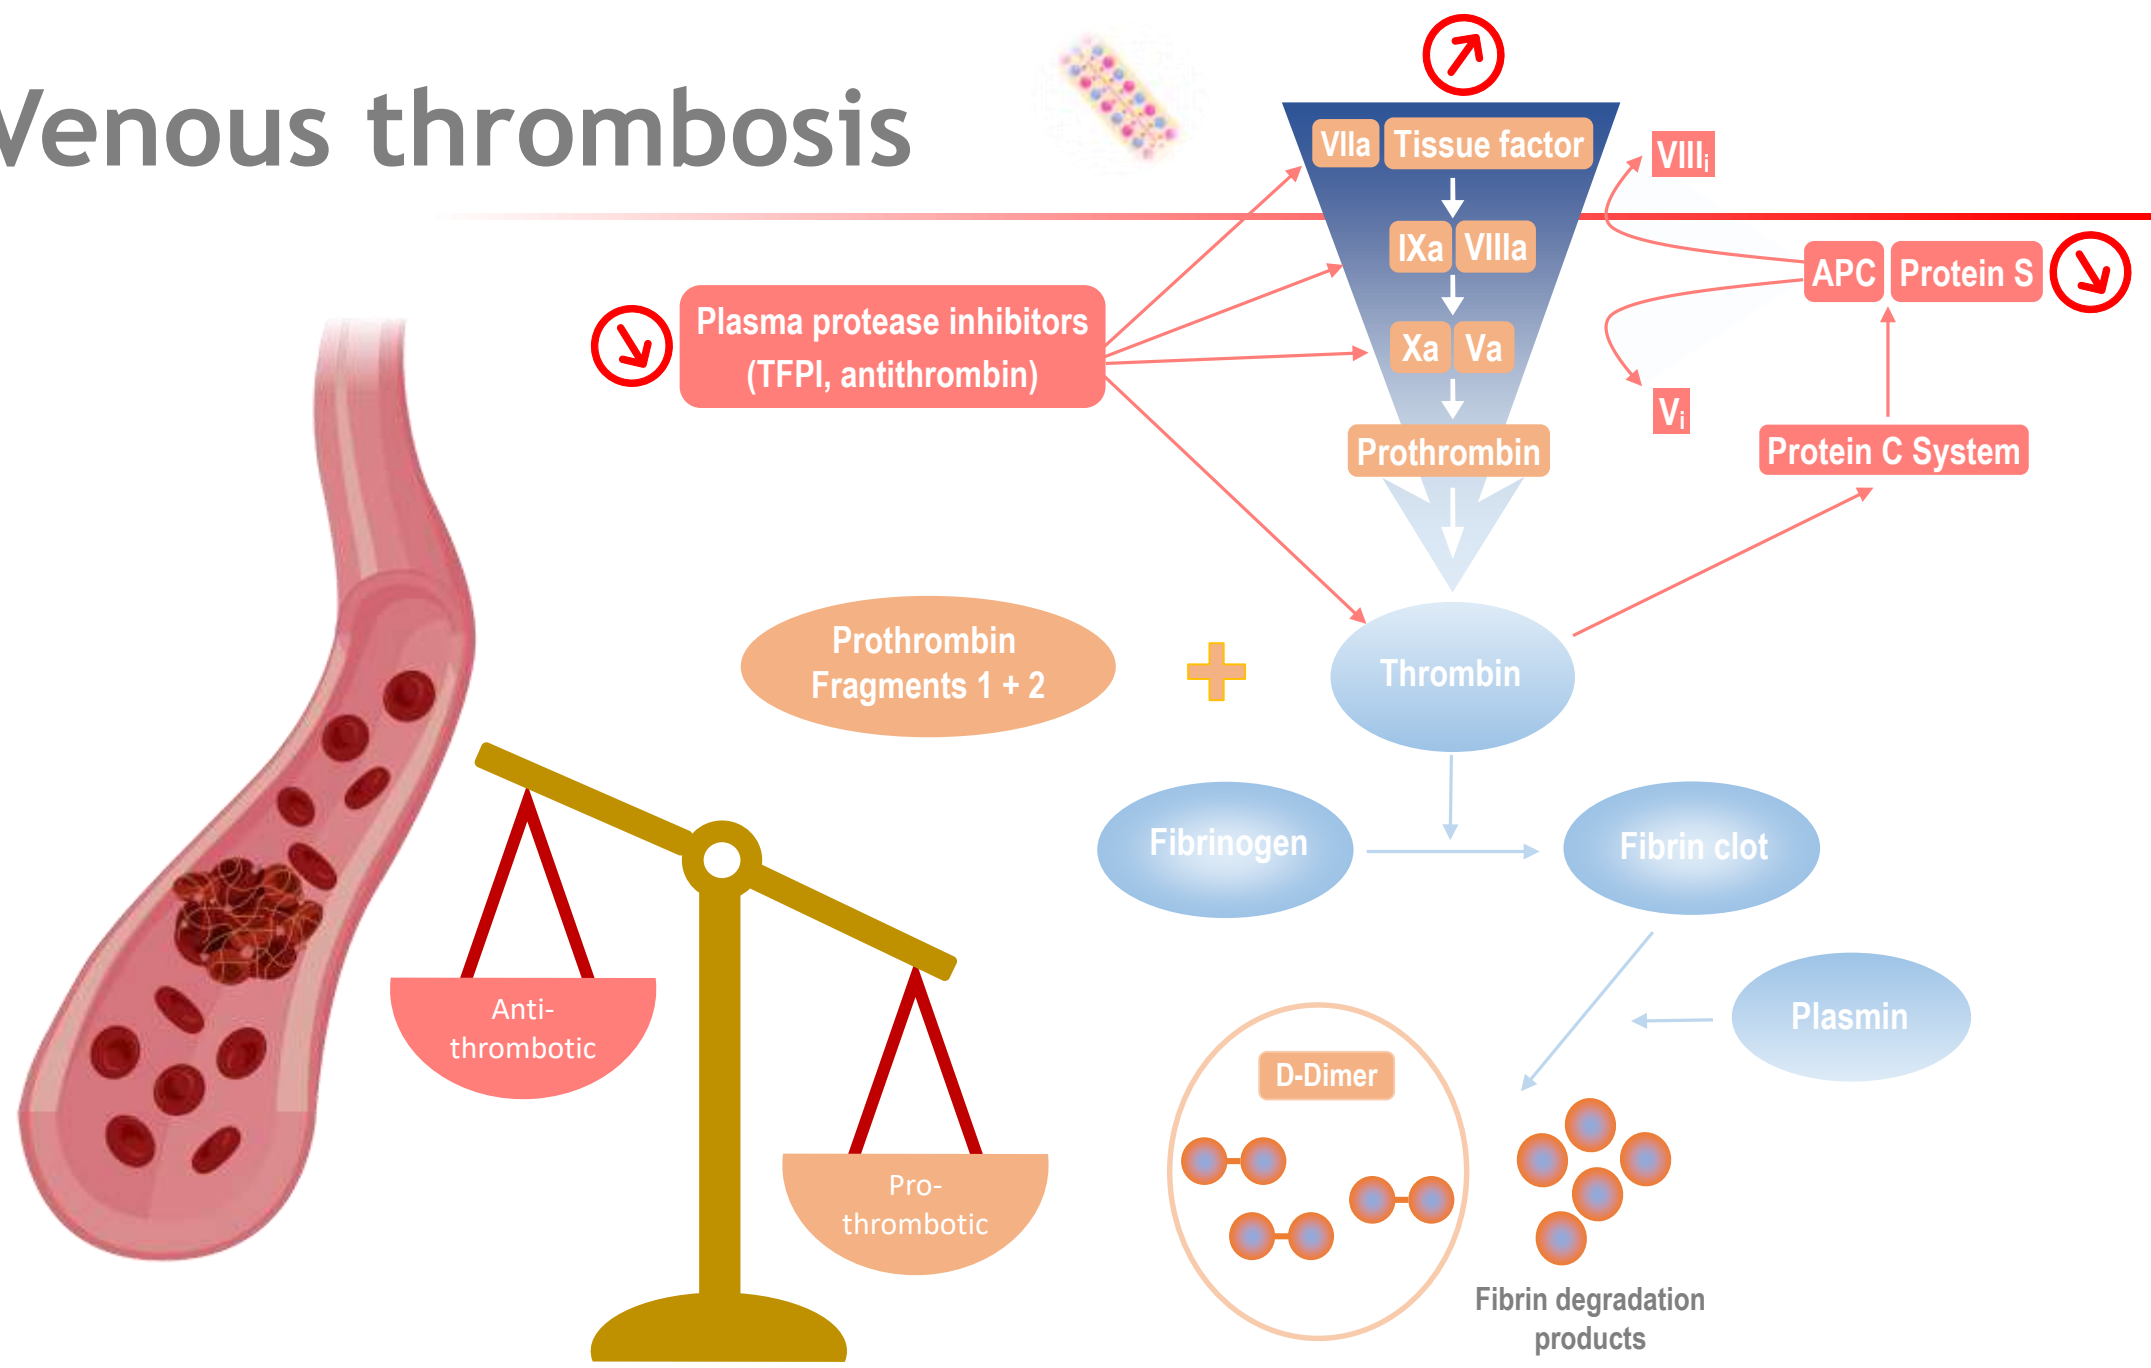 Venous thrombosis
VIIa
Tissue factor
VIIIi
IXa
VIIIa
APC
Protein S
Plasma protease inhibitors
(TFPI, antithrombin)
Xa
Va
Vi
Prothrombin
Protein C System
Prothrombin
Fragments 1 + 2
Thrombin
Fibrinogen
Fibrin clot
Anti-
thrombotic
Plasmin
D-Dimer
Pro-
thrombotic
Fibrin degradation
products